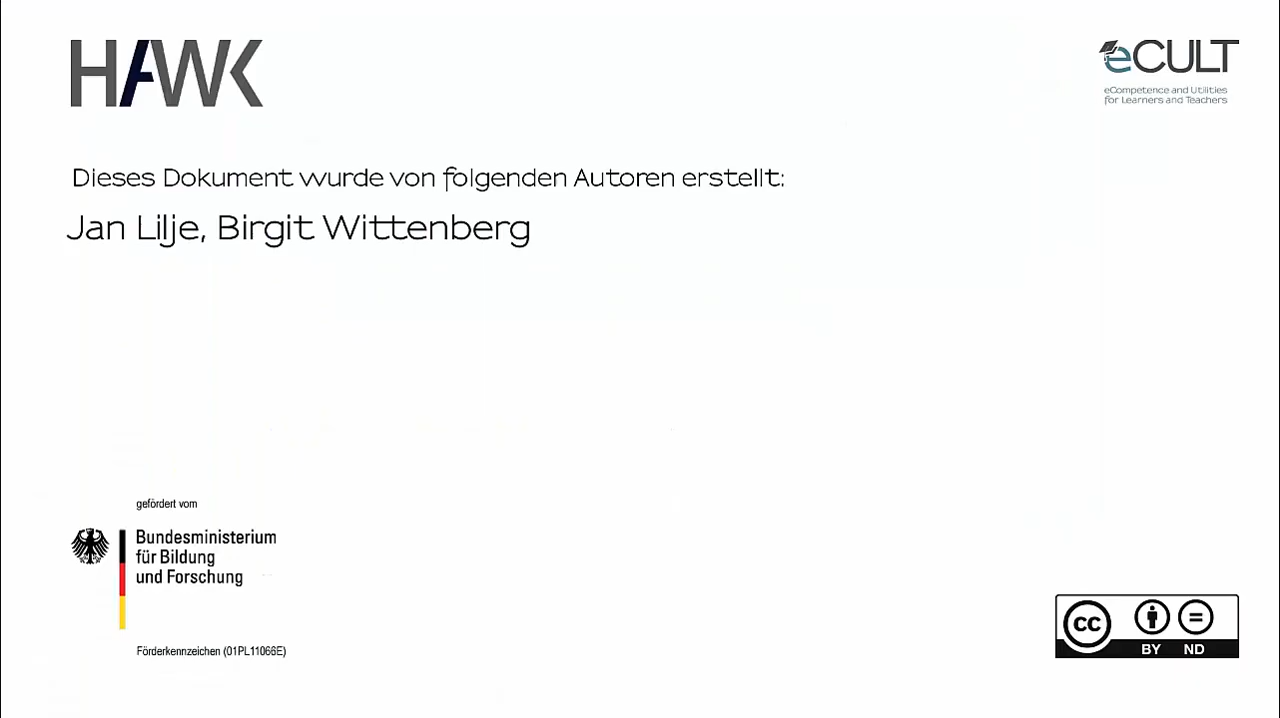 HAWK
eCULT
eCompetence and Utilities
for Learners and Teachers
Dieses Dokument wurde von folgenden Autoren erstellt:
Jan Lilje, Birgit Wittenberg
gefördert vom
Bundesministerium
für Bildung
und Forschung
Förderkennzeichen (01PL11066E)
cc
BY ND